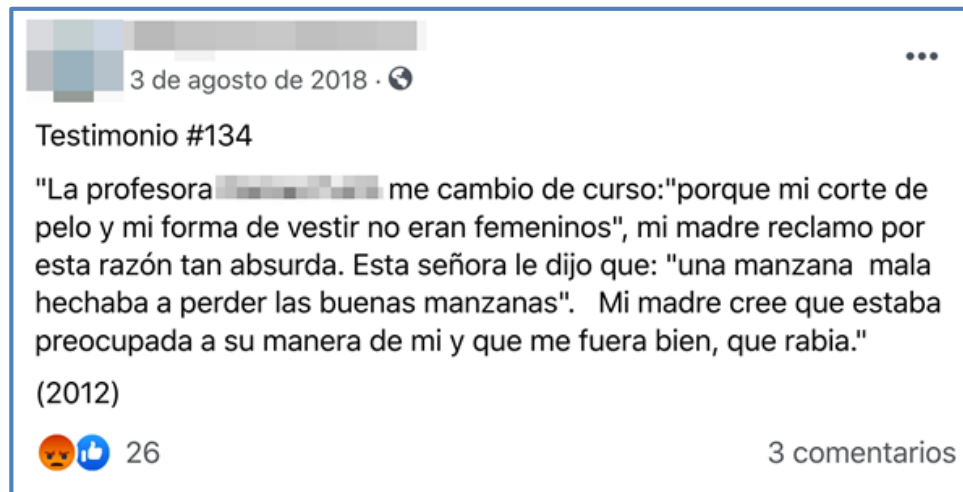 3 de agosto de 2018 ·
Testimonio #134
"La profesora me cambio de curso:"porque mi corte de
pelo y mi forma de vestir no eran femeninos", mi madre reclamo por
esta razón tan absurda. Esta señora le dijo que: "una manzana mala
hechaba a perder las buenas manzanas". Mi madre cree que estaba
preocupada a su manera de mi y que me fuera bien, que rabia."
(2012)
26 3 comentarios